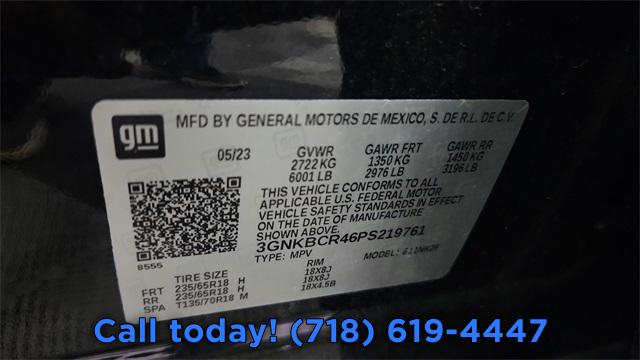 gm MFD BY GENERAL MOTORS DE MEXICO, S. DE R.L. DE C.V.
05/23 GVWR GAWR FRT GAWR RR
2722 KG 1350 KG 1450 KG
6001 LB 2976 LB 3196 LB
THIS VEHICLE CONFORMS TO ALL
APPLICABLE U.S. FEDERAL MOTOR
VEHICLE SAFETY STANDARDS IN EFFECT
ON THE DATE OF MANUFACTURE
SHOWN ABOVE.
3GNKBCR46PS219761
TYPE: MPV MODEL:
8555
TIRE SIZE RIM
FRT 235/65R18 H 18X8J
RR 235/65R18 H 18X8J
SPA T135/70R18 M 18X4.5B
Call today! (718) 619-4447